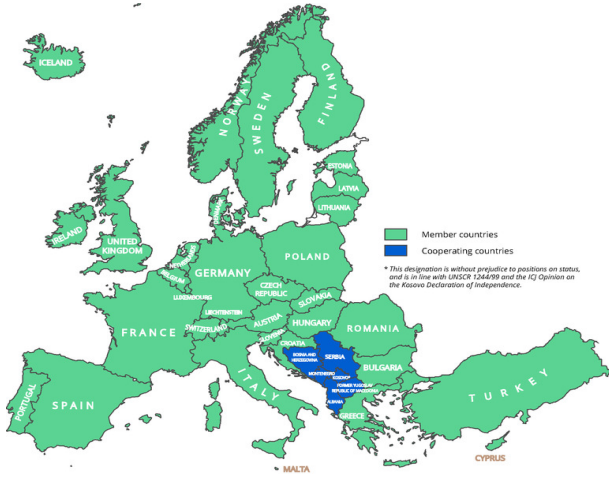 ICELAND
NORWAY
SWEDEN
FINLAND
ESTONIA
LATVIA
LITHUANIA
DENMARK
IRELAND
UNITED
KINGDOM
NETHERLANDS
BELGIUM
LUXEMBOURG
GERMANY
POLAND
CZECH
REPUBLIC
SLOVAKIA
LIECHTENSTEIN
AUSTRIA
HUNGARY
FRANCE
SWITZERLAND
SLOVENIA
CROATIA
ROMANIA
BOSNIA AND
HERZEGOVINA
SERBIA
MONTENEGRO
KOSOVO*
BULGARIA
FORMER YUGOSLAV
REPUBLIC OF MACEDONIA
ALBANIA
PORTUGAL
SPAIN
ITALY
GREECE
TURKEY
MALTA
CYPRUS
Member countries
Cooperating countries
* This designation is without prejudice to positions on status,
and is in line with UNSCR 1244/99 and the ICJ Opinion on
the Kosovo Declaration of Independence.